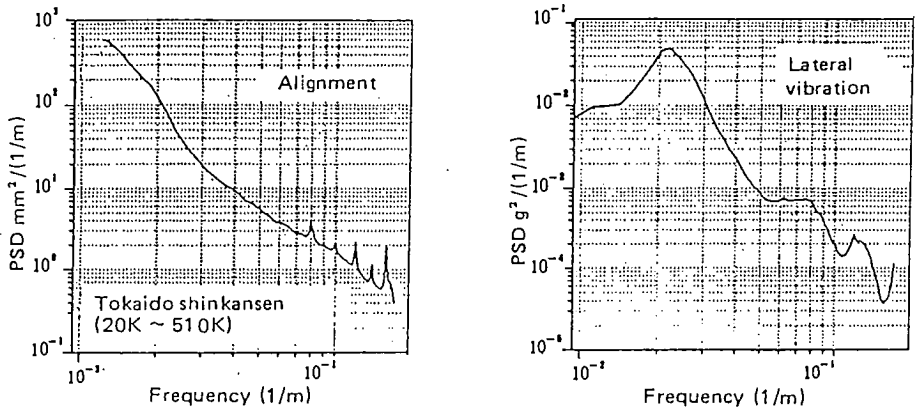 10³
10²
10¹
10⁰
10⁻¹
PSD mm²/(1/m)
Alignment
Tokaido shinkansen
(20K ~ 510K)
10⁻²
10⁻¹
Frequency (1/m)
10⁻¹
10⁻²
10⁻³
10⁻⁴
10⁻⁵
PSD g²/(1/m)
Lateral
vibration
10⁻²
10⁻¹
Frequency (1/m)